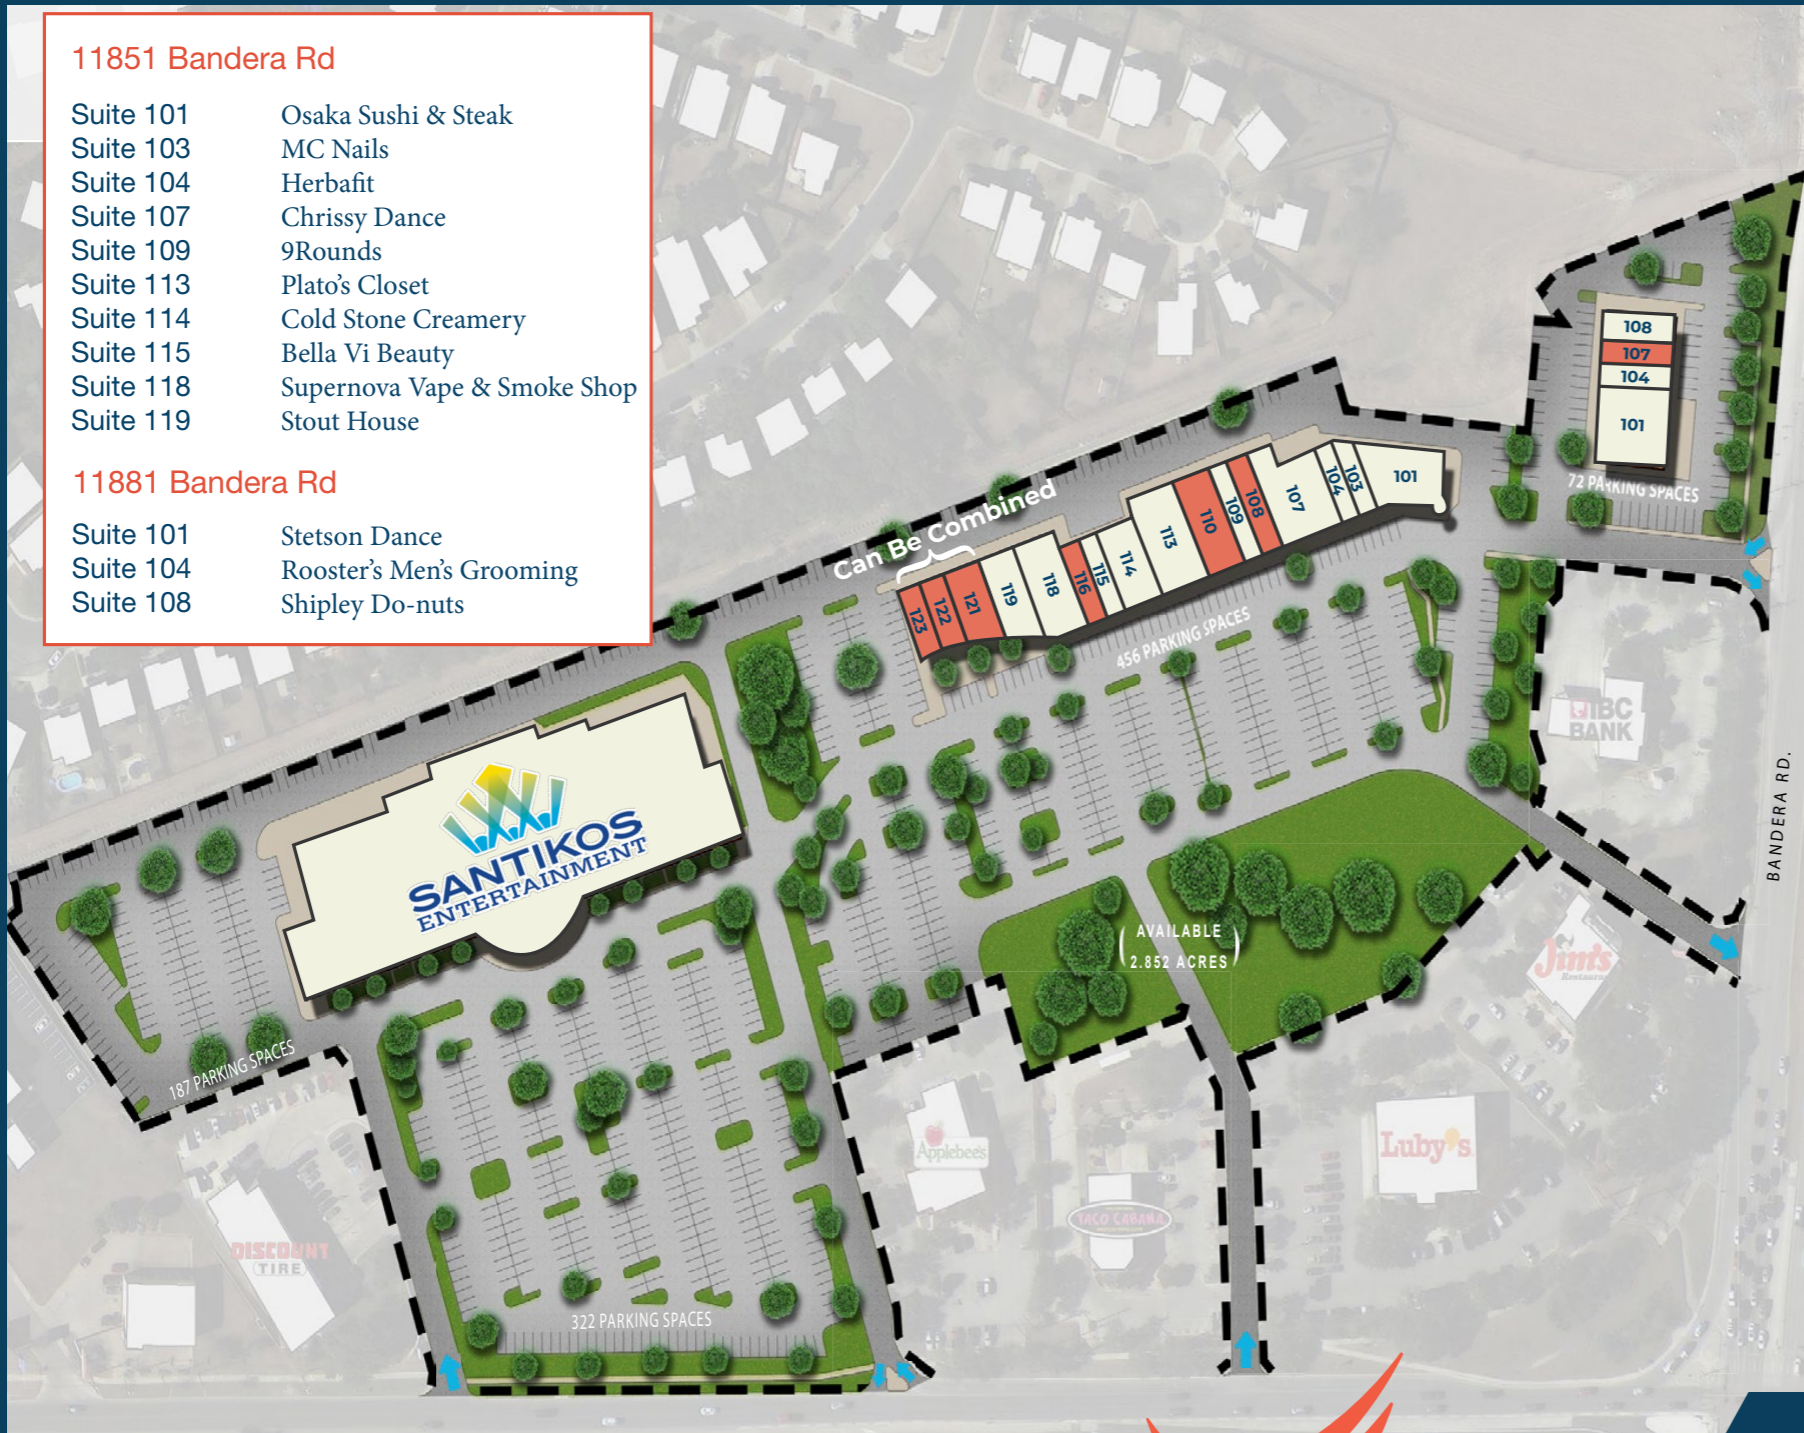 11851 Bandera Rd
Suite 101 Osaka Sushi & Steak
Suite 103 MC Nails
Suite 104 Herbafit
Suite 107 Chrissy Dance
Suite 109 9Rounds
Suite 113 Plato’s Closet
Suite 114 Cold Stone Creamery
Suite 115 Bella Vi Beauty
Suite 118 Supernova Vape & Smoke Shop
Suite 119 Stout House
11881 Bandera Rd
Suite 101 Stetson Dance
Suite 104 Rooster’s Men’s Grooming
Suite 108 Shipley Do-nuts
108
107
104
101
72 PARKING SPACES
Can Be Combined
123
122
121
119
118
116
115
114
113
110
109
108
107
104
103
101
456 PARKING SPACES
IBC
BANK
BANDERA RD.
SANTIKOS
ENTERTAINMENT
AVAILABLE
2.852 ACRES
Jim's
Restaurants
187 PARKING SPACES
Applebee's
Luby's
TACO CABANA
DISCOUNT
TIRE
322 PARKING SPACES